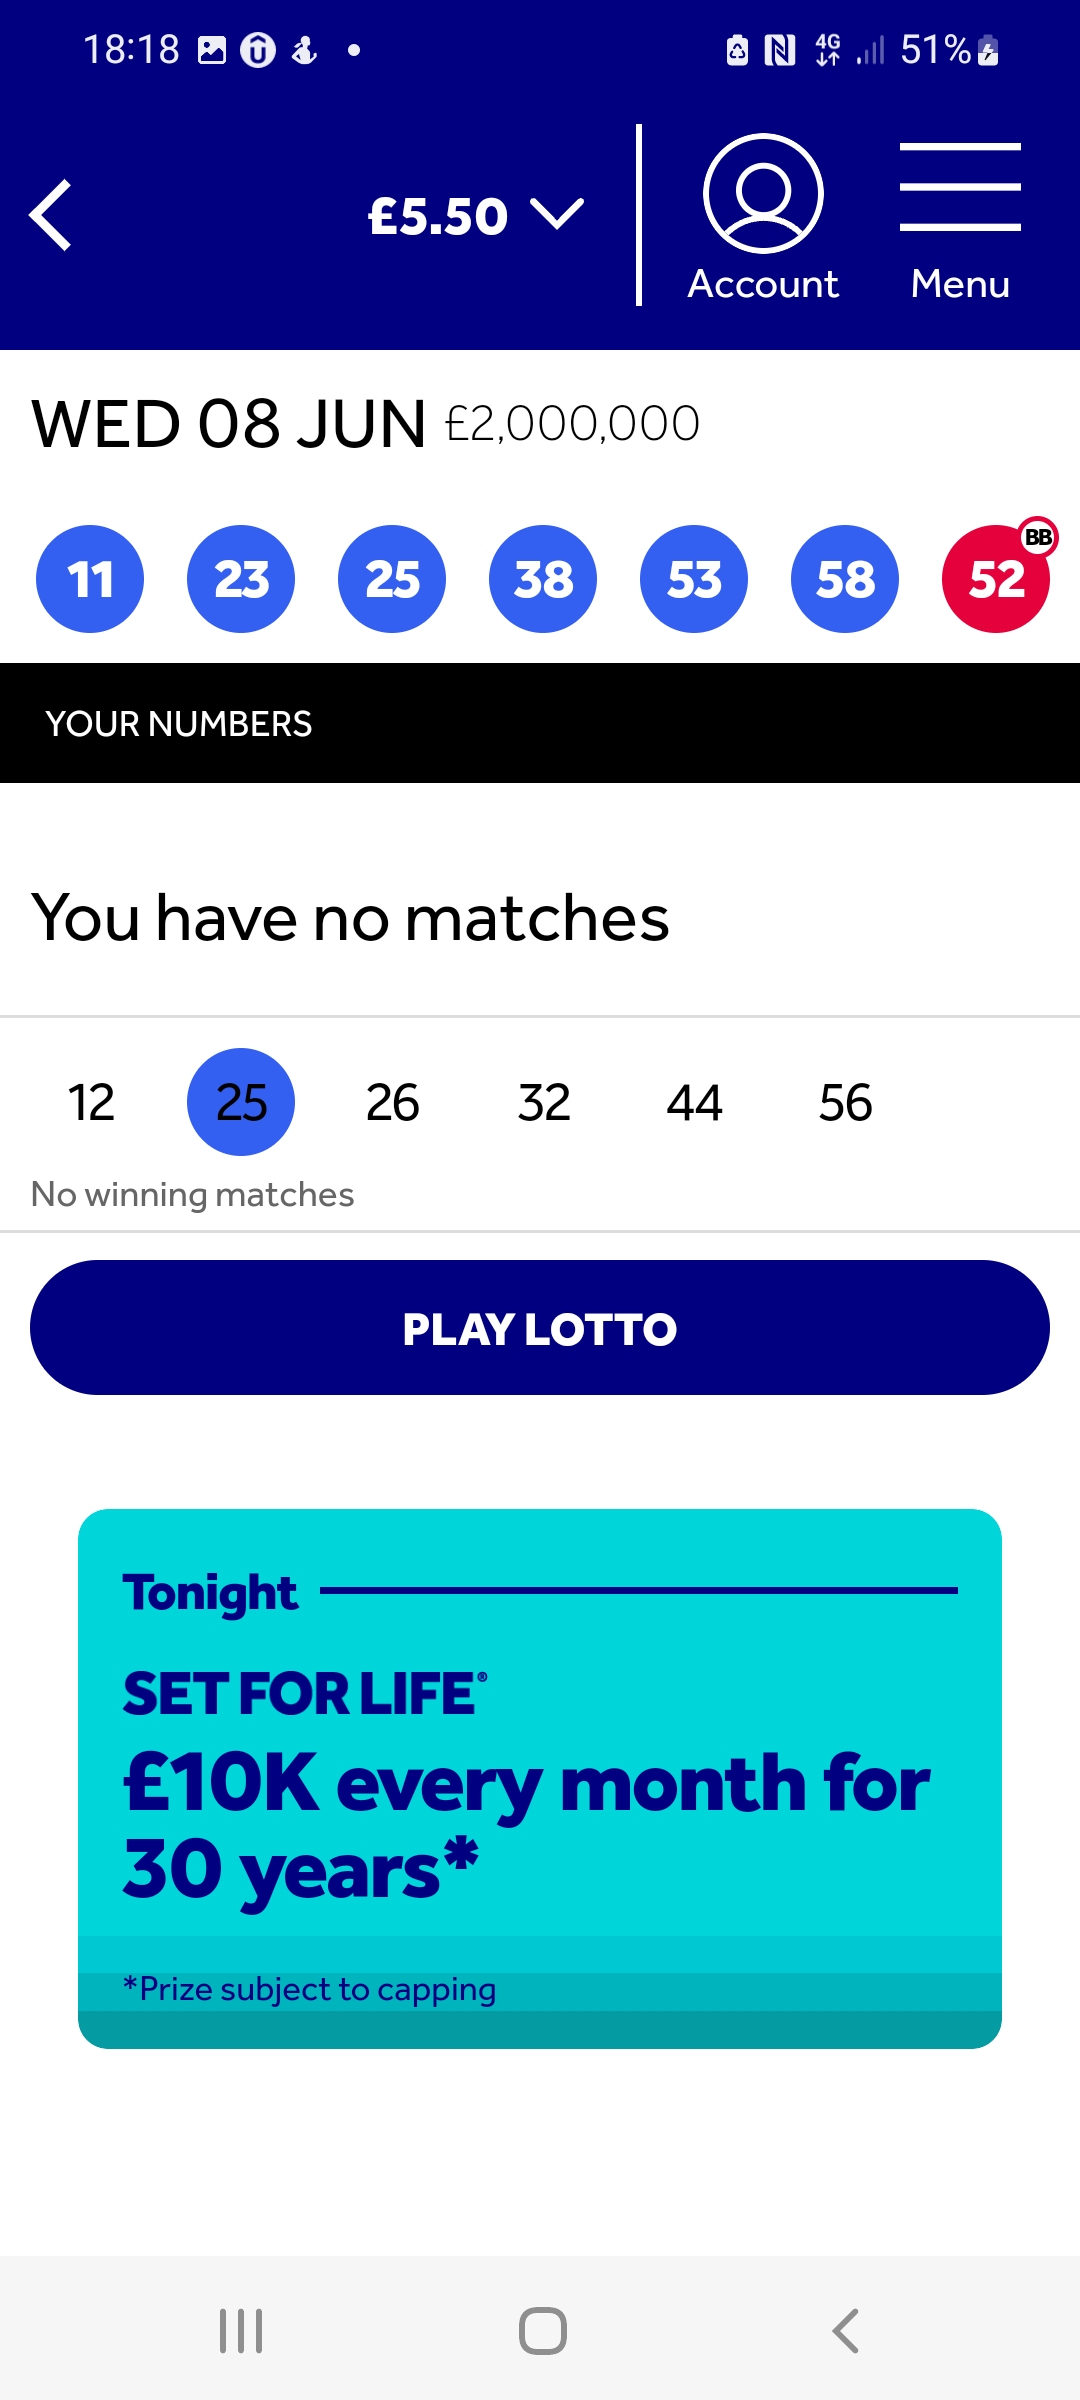 18:18 4G 51%
£5.50
Account Menu
WED 08 JUN £2,000,000
BB
11 23 25 38 53 58 52
YOUR NUMBERS
You have no matches
12 25 26 32 44 56
No winning matches
PLAY LOTTO
Tonight
SET FOR LIFE®
£10K every month for
30 years*
*Prize subject to capping